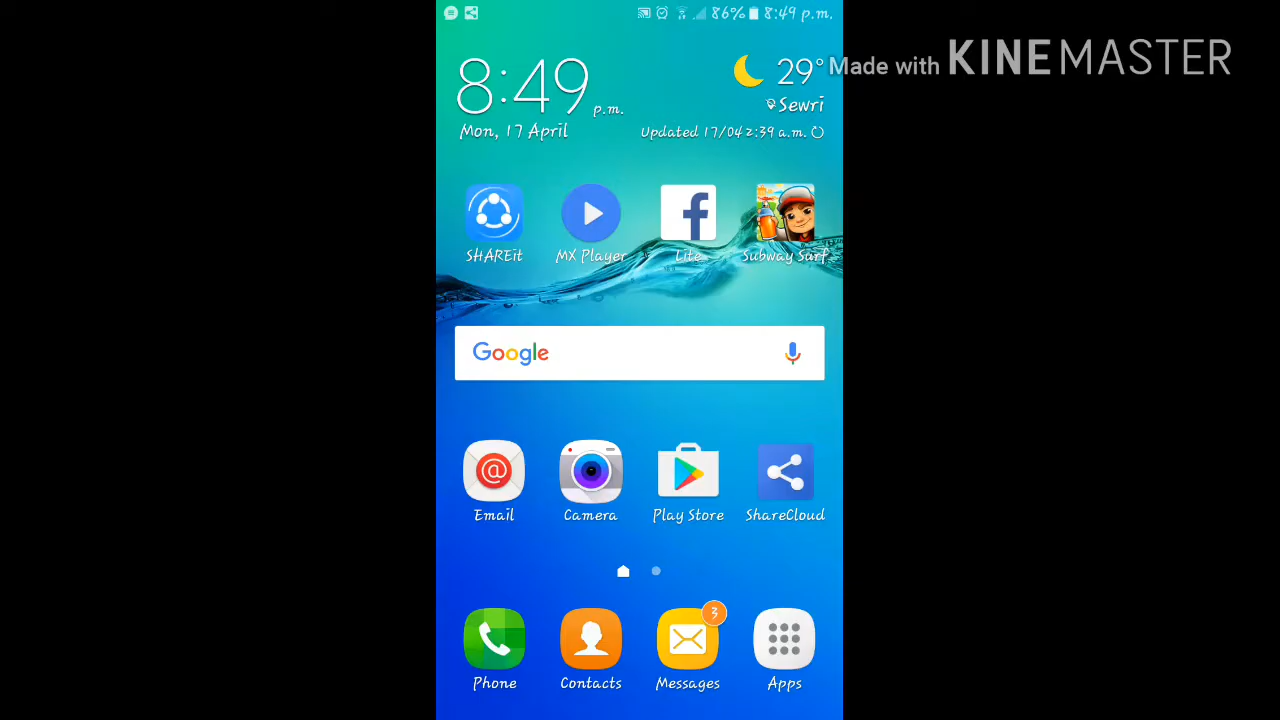 86% 8:49 p.m.
Made with KINEMASTER
8:49 p.m.
29°
Sewri
Mon, 17 April
Updated 17/04 2:39 a.m.
SHAREit
MX Player
Lite
Subway Surf
Google
Email
Camera
Play Store
ShareCloud
3
Phone
Contacts
Messages
Apps